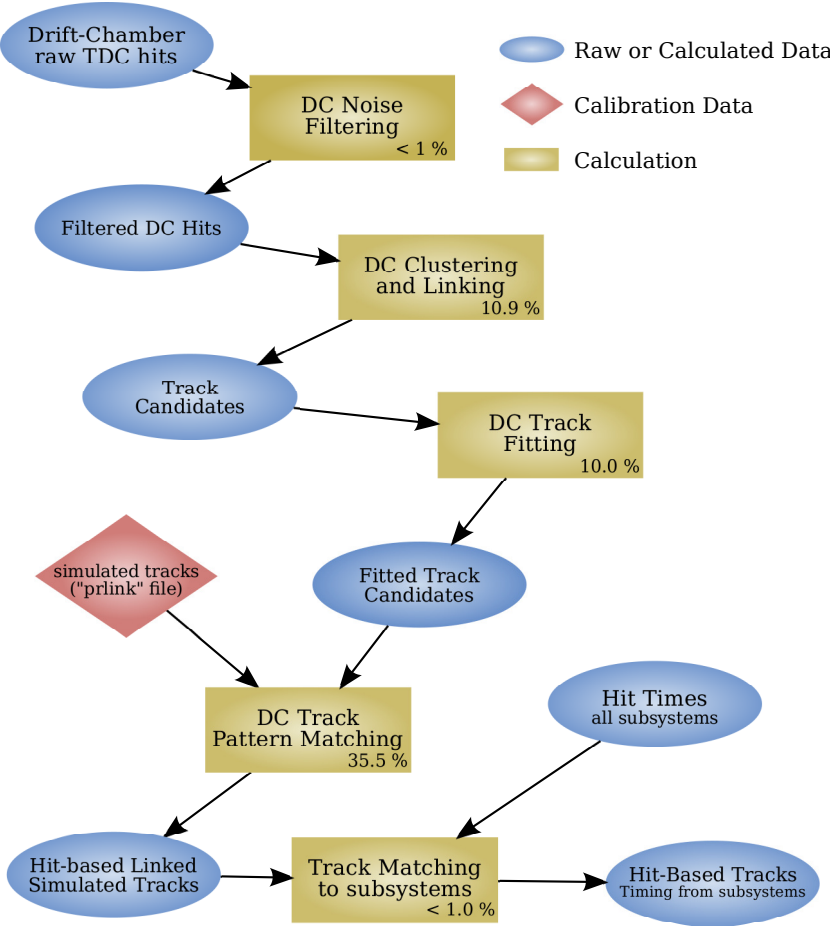 Drift-Chamber
raw TDC hits
Raw or Calculated Data
Calibration Data
Calculation
DC Noise
Filtering
< 1 %
Filtered DC Hits
DC Clustering
and Linking
10.9 %
Track
Candidates
DC Track
Fitting
10.0 %
simulated tracks
("prlink" file)
Fitted Track
Candidates
DC Track
Pattern Matching
35.5 %
Hit Times
all subsystems
Hit-based Linked
Simulated Tracks
Track Matching
to subsystems
< 1.0 %
Hit-Based Tracks
Timing from subsystems